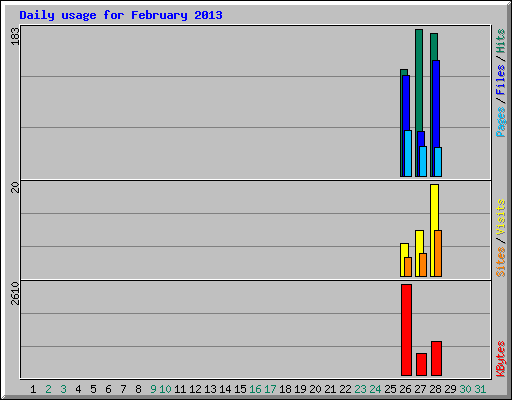 Daily usage for February 2013
183
Pages/Files/Hits
20
Sites/Visits
2610
KBytes
1 2 3 4 5 6 7 8 9 10 11 12 13 14 15 16 17 18 19 20 21 22 23 24 25 26 27 28 29 30 31